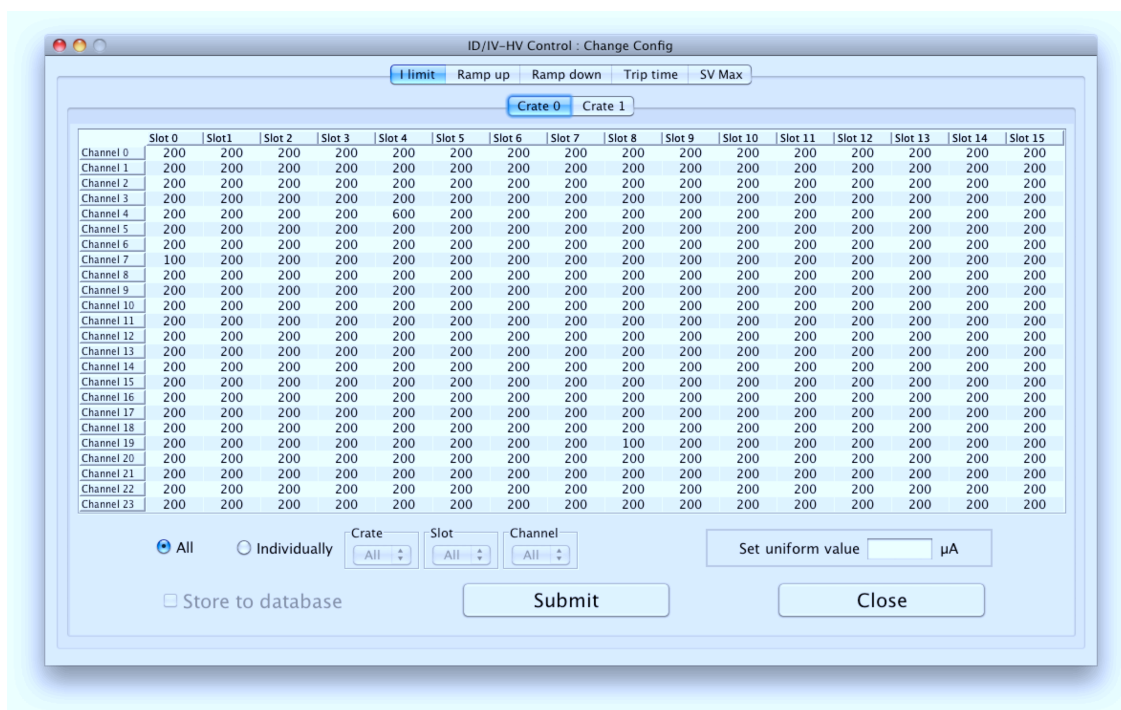 ID/IV-HV Control : Change Config
I limit Ramp up Ramp down Trip time SV Max
Crate 0 Crate 1
Slot 0 Slot1 Slot 2 Slot 3 Slot 4 Slot 5 Slot 6 Slot 7 Slot 8 Slot 9 Slot 10 Slot 11 Slot 12 Slot 13 Slot 14 Slot 15
Channel 0 200 200 200 200 200 200 200 200 200 200 200 200 200 200 200 200
Channel 1 200 200 200 200 200 200 200 200 200 200 200 200 200 200 200 200
Channel 2 200 200 200 200 200 200 200 200 200 200 200 200 200 200 200 200
Channel 3 200 200 200 200 200 200 200 200 200 200 200 200 200 200 200 200
Channel 4 200 200 200 200 600 200 200 200 200 200 200 200 200 200 200 200
Channel 5 200 200 200 200 200 200 200 200 200 200 200 200 200 200 200 200
Channel 6 200 200 200 200 200 200 200 200 200 200 200 200 200 200 200 200
Channel 7 100 200 200 200 200 200 200 200 200 200 200 200 200 200 200 200
Channel 8 200 200 200 200 200 200 200 200 200 200 200 200 200 200 200 200
Channel 9 200 200 200 200 200 200 200 200 200 200 200 200 200 200 200 200
Channel 10 200 200 200 200 200 200 200 200 200 200 200 200 200 200 200 200
Channel 11 200 200 200 200 200 200 200 200 200 200 200 200 200 200 200 200
Channel 12 200 200 200 200 200 200 200 200 200 200 200 200 200 200 200 200
Channel 13 200 200 200 200 200 200 200 200 200 200 200 200 200 200 200 200
Channel 14 200 200 200 200 200 200 200 200 200 200 200 200 200 200 200 200
Channel 15 200 200 200 200 200 200 200 200 200 200 200 200 200 200 200 200
Channel 16 200 200 200 200 200 200 200 200 200 200 200 200 200 200 200 200
Channel 17 200 200 200 200 200 200 200 200 200 200 200 200 200 200 200 200
Channel 18 200 200 200 200 200 200 200 200 200 200 200 200 200 200 200 200
Channel 19 200 200 200 200 200 200 200 200 100 200 200 200 200 200 200 200
Channel 20 200 200 200 200 200 200 200 200 200 200 200 200 200 200 200 200
Channel 21 200 200 200 200 200 200 200 200 200 200 200 200 200 200 200 200
Channel 22 200 200 200 200 200 200 200 200 200 200 200 200 200 200 200 200
Channel 23 200 200 200 200 200 200 200 200 200 200 200 200 200 200 200 200
Crate Slot Channel
All Individually All All All Set uniform value µA
Store to database Submit Close